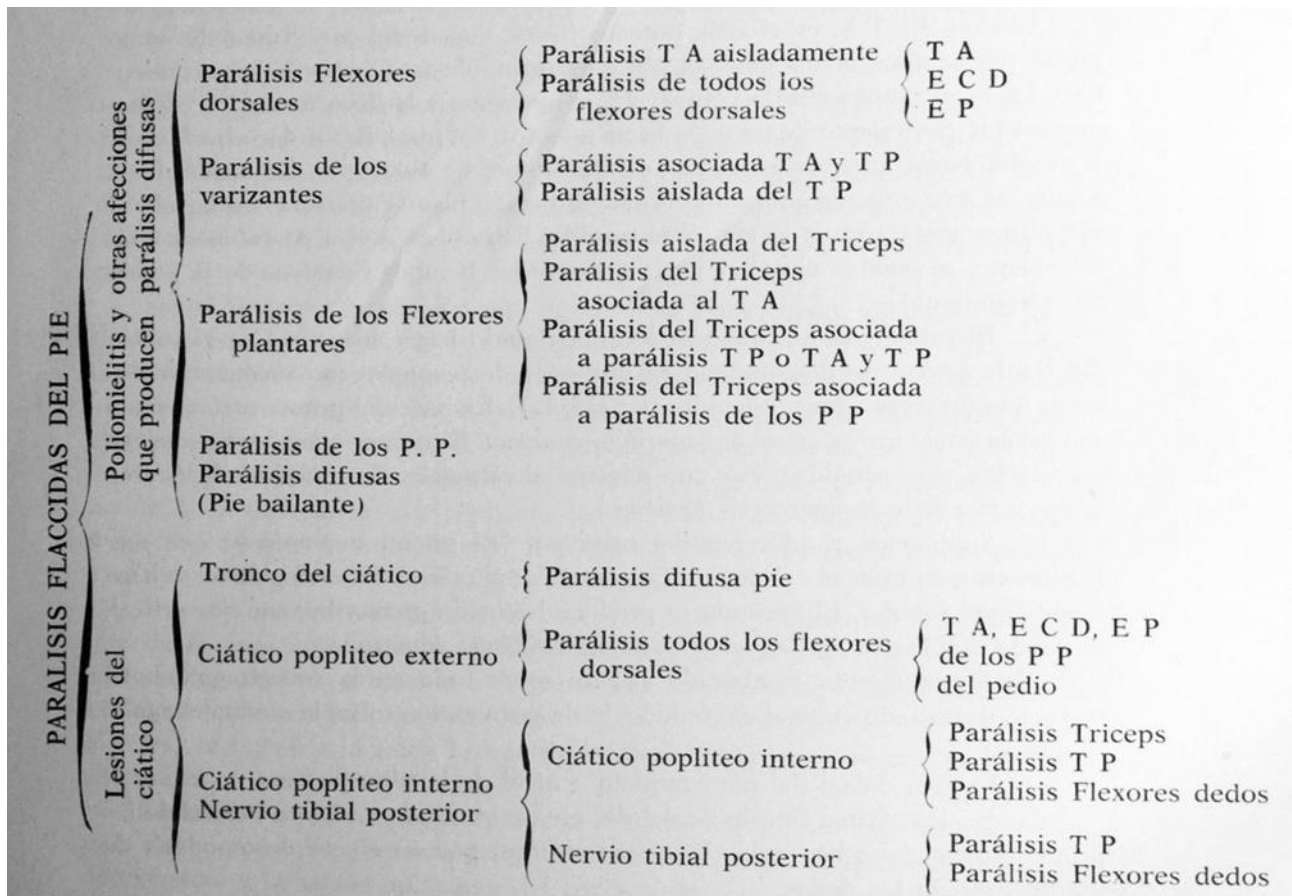 PARALISIS FLACCIDAS DEL PIE
Poliomielitis y otras afecciones
que producen parálisis difusas
Parálisis Flexores
dorsales
Parálisis T A aisladamente
Parálisis de todos los
flexores dorsales
T A
E C D
E P
Parálisis de los
varizantes
Parálisis asociada T A y T P
Parálisis aislada del T P
Parálisis de los Flexores
plantares
Parálisis aislada del Triceps
Parálisis del Triceps
asociada al T A
Parálisis del Triceps asociada
a parálisis T P o T A y T P
Parálisis del Triceps asociada
a parálisis de los P P
Parálisis de los P. P.
Parálisis difusas
(Pie bailante)
Lesiones del
ciático
Tronco del ciático
Parálisis difusa pie
Ciático popliteo externo
Parálisis todos los flexores
dorsales
T A, E C D, E P
de los P P
del pedio
Ciático poplíteo interno
Nervio tibial posterior
Ciático popliteo interno
Parálisis Triceps
Parálisis T P
Parálisis Flexores dedos
Nervio tibial posterior
Parálisis T P
Parálisis Flexores dedos